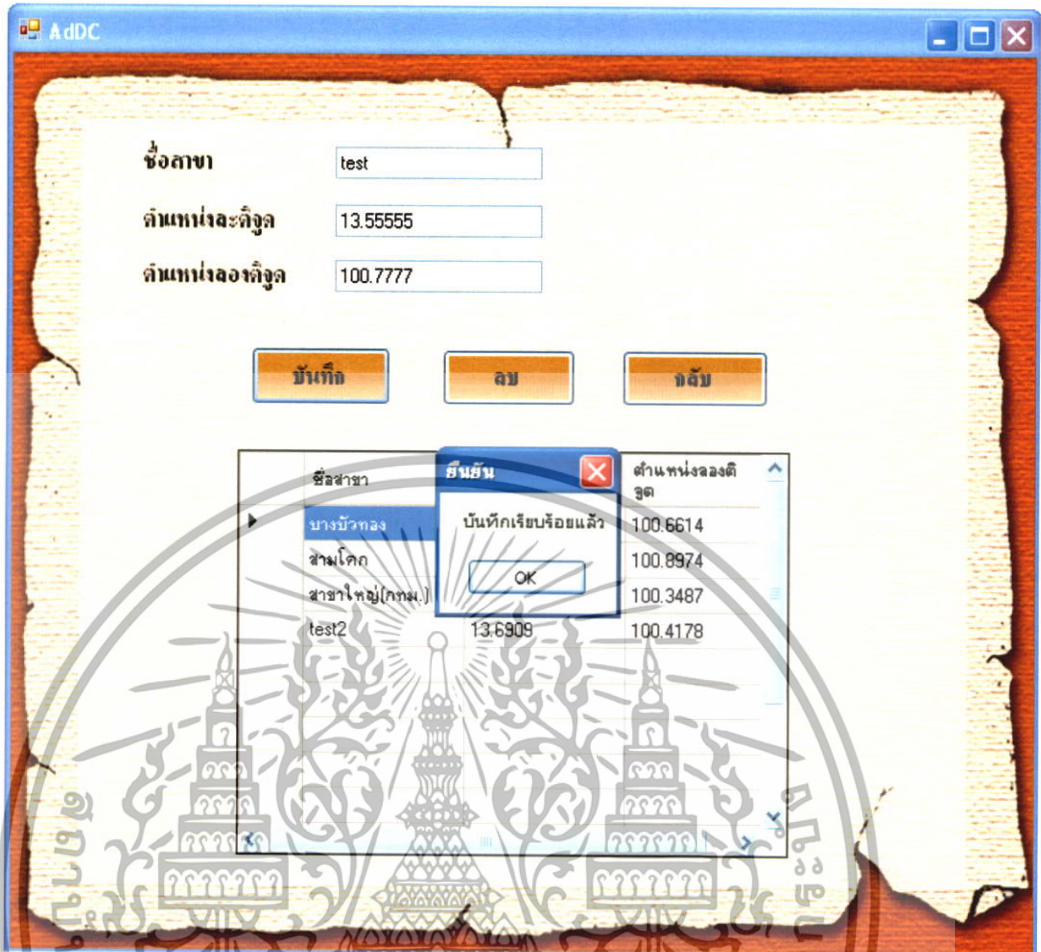 AdDC
ชื่อสาขา test
ตำแหน่งละติจูด 13.55555
ตำแหน่งลองติจูด 100.7777
บันทึก ลบ กลับ
ชื่อสาขา ตำแหน่งลองติ
จูด
ยืนยัน
บันทึกเรียบร้อยแล้ว
OK
บางบัวทอง 100.6614
สามโคก 100.8974
สาขาใหญ่(กทม.) 100.3487
test2 13.6909 100.4178